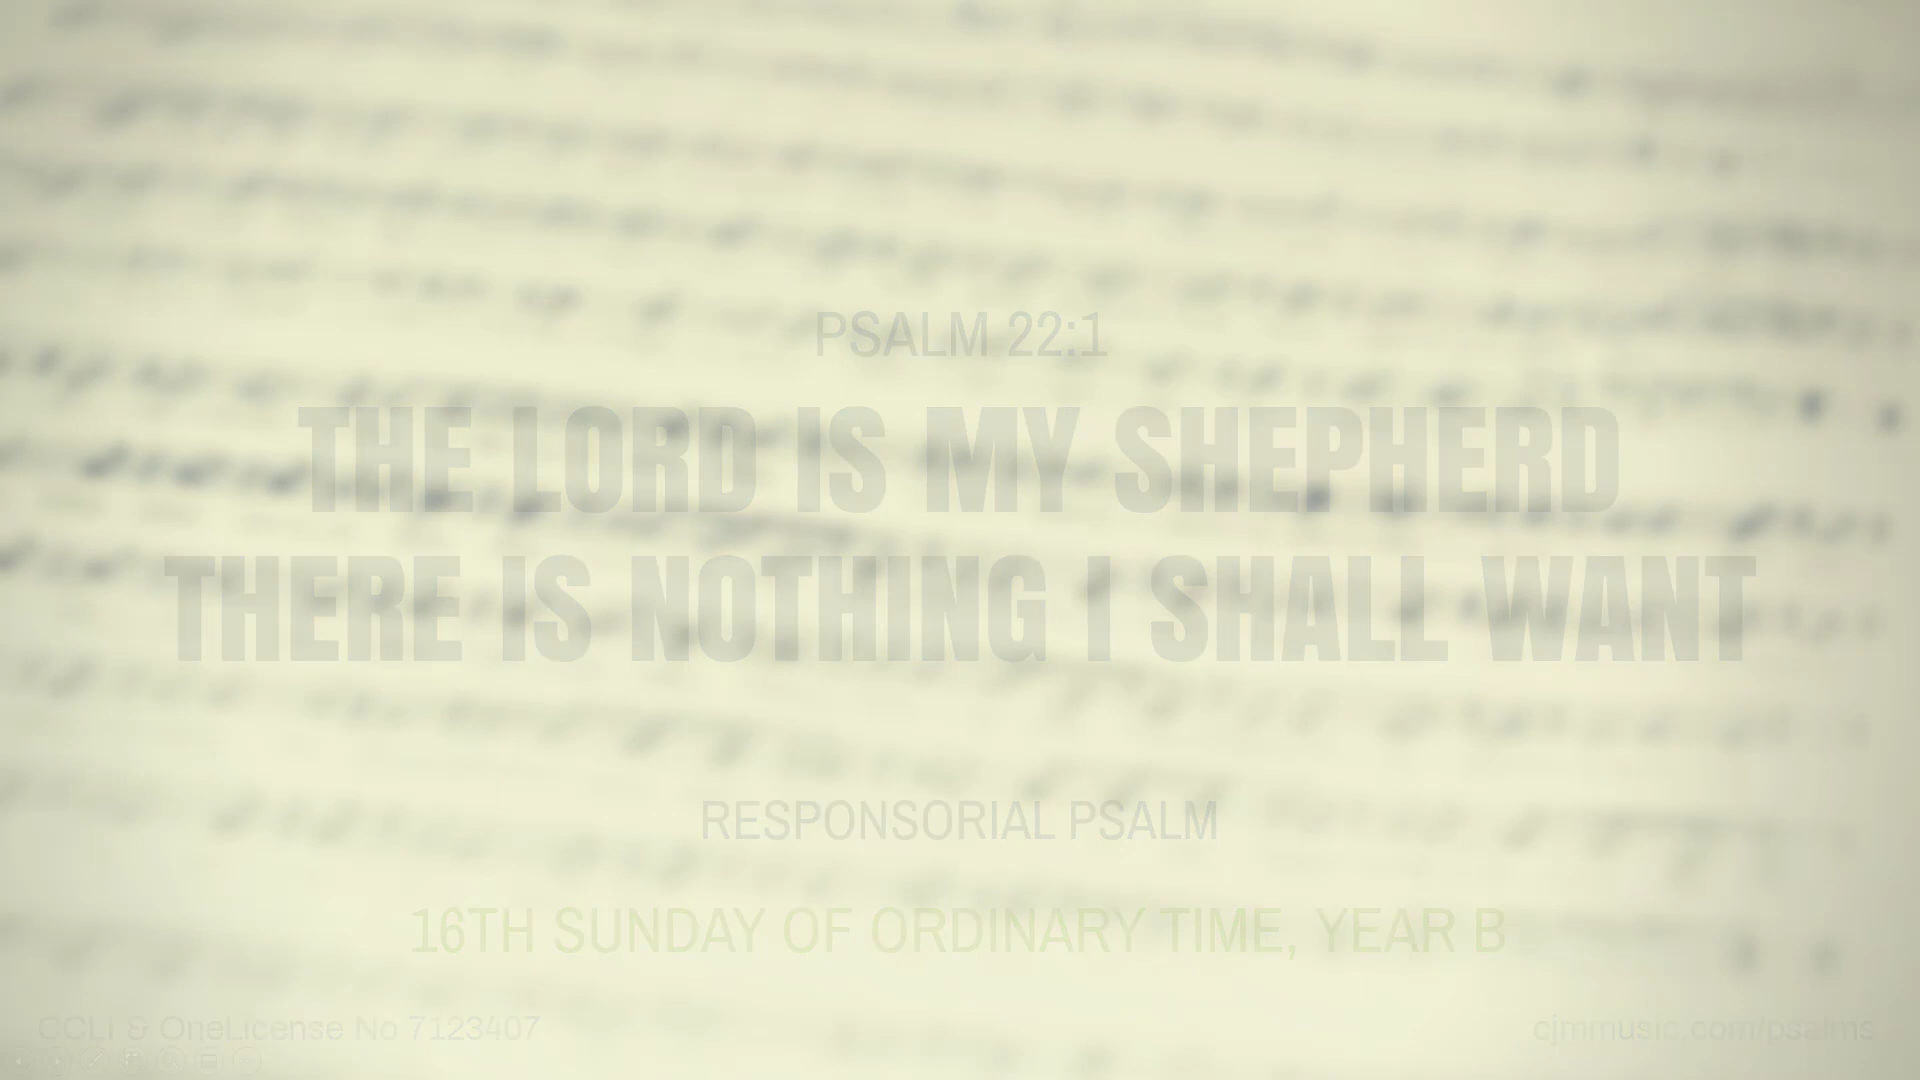 PSALM 22:1
THE LORD IS MY SHEPHERD
THERE IS NOTHING I SHALL WANT
RESPONSORIAL PSALM
16TH SUNDAY OF ORDINARY TIME, YEAR B
CCLI & OneLicense No 7123407
cjmmusic.com/psalms